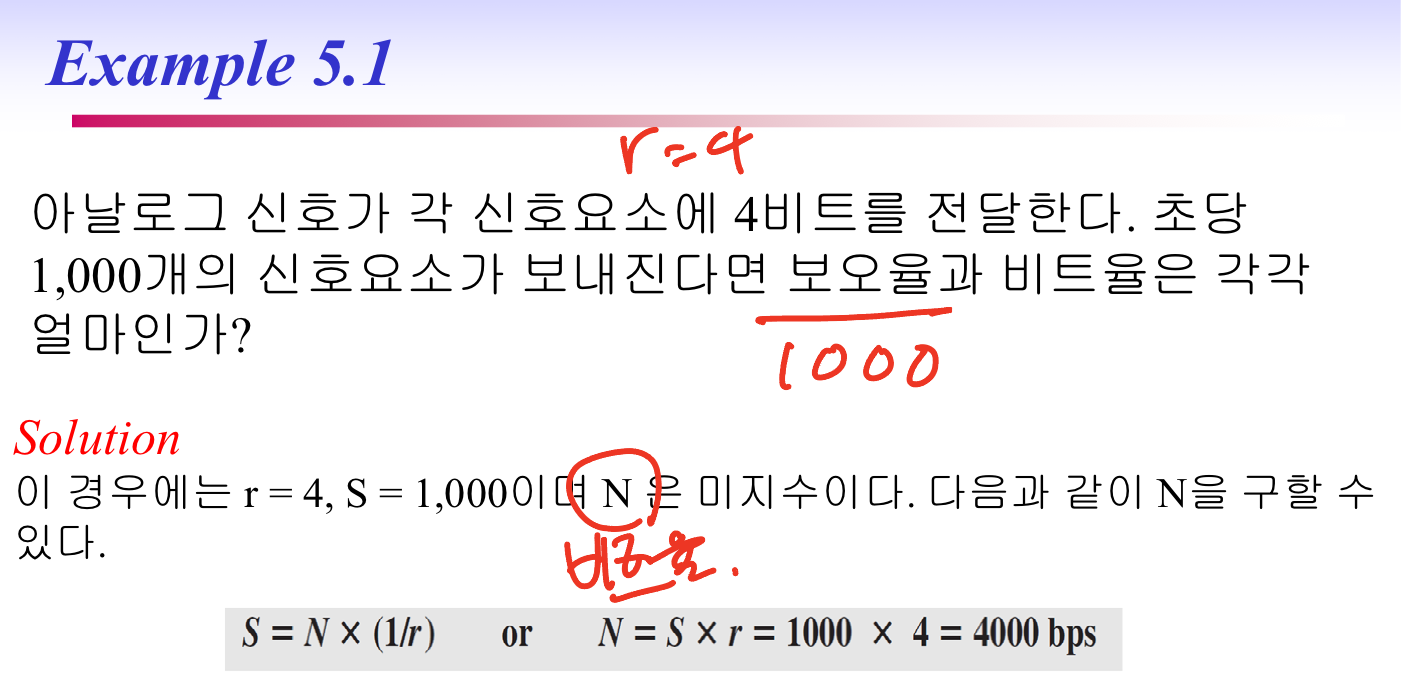 Example 5.1
r=4
아날로그 신호가 각 신호요소에 4비트를 전달한다. 초당
1,000개의 신호요소가 보내진다면 보오율과 비트율은 각각
얼마인가?
1000
Solution
이 경우에는 r = 4, S = 1,000이며 N 은 미지수이다. 다음과 같이 N을 구할 수
있다.
비트율.
S = N × (1/r) or N = S × r = 1000 × 4 = 4000 bps